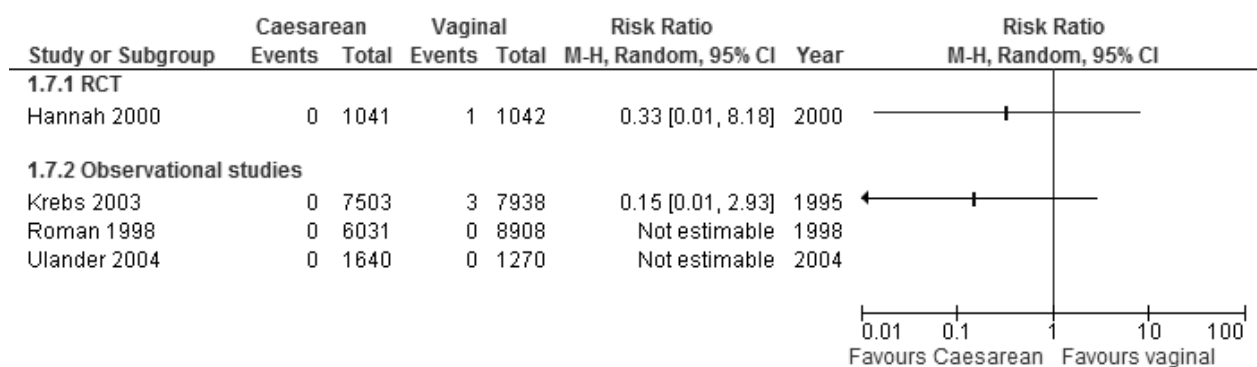 Caesarean Vaginal Risk Ratio Risk Ratio
Study or Subgroup Events Total Events Total M-H, Random, 95% CI Year M-H, Random, 95% CI
1.7.1 RCT
Hannah 2000 0 1041 1 1042 0.33 [0.01, 8.18] 2000
1.7.2 Observational studies
Krebs 2003 0 7503 3 7938 0.15 [0.01, 2.93] 1995
Roman 1998 0 6031 0 8908 Not estimable 1998
Ulander 2004 0 1640 0 1270 Not estimable 2004
0.01 0.1 1 10 100
Favours Caesarean Favours vaginal